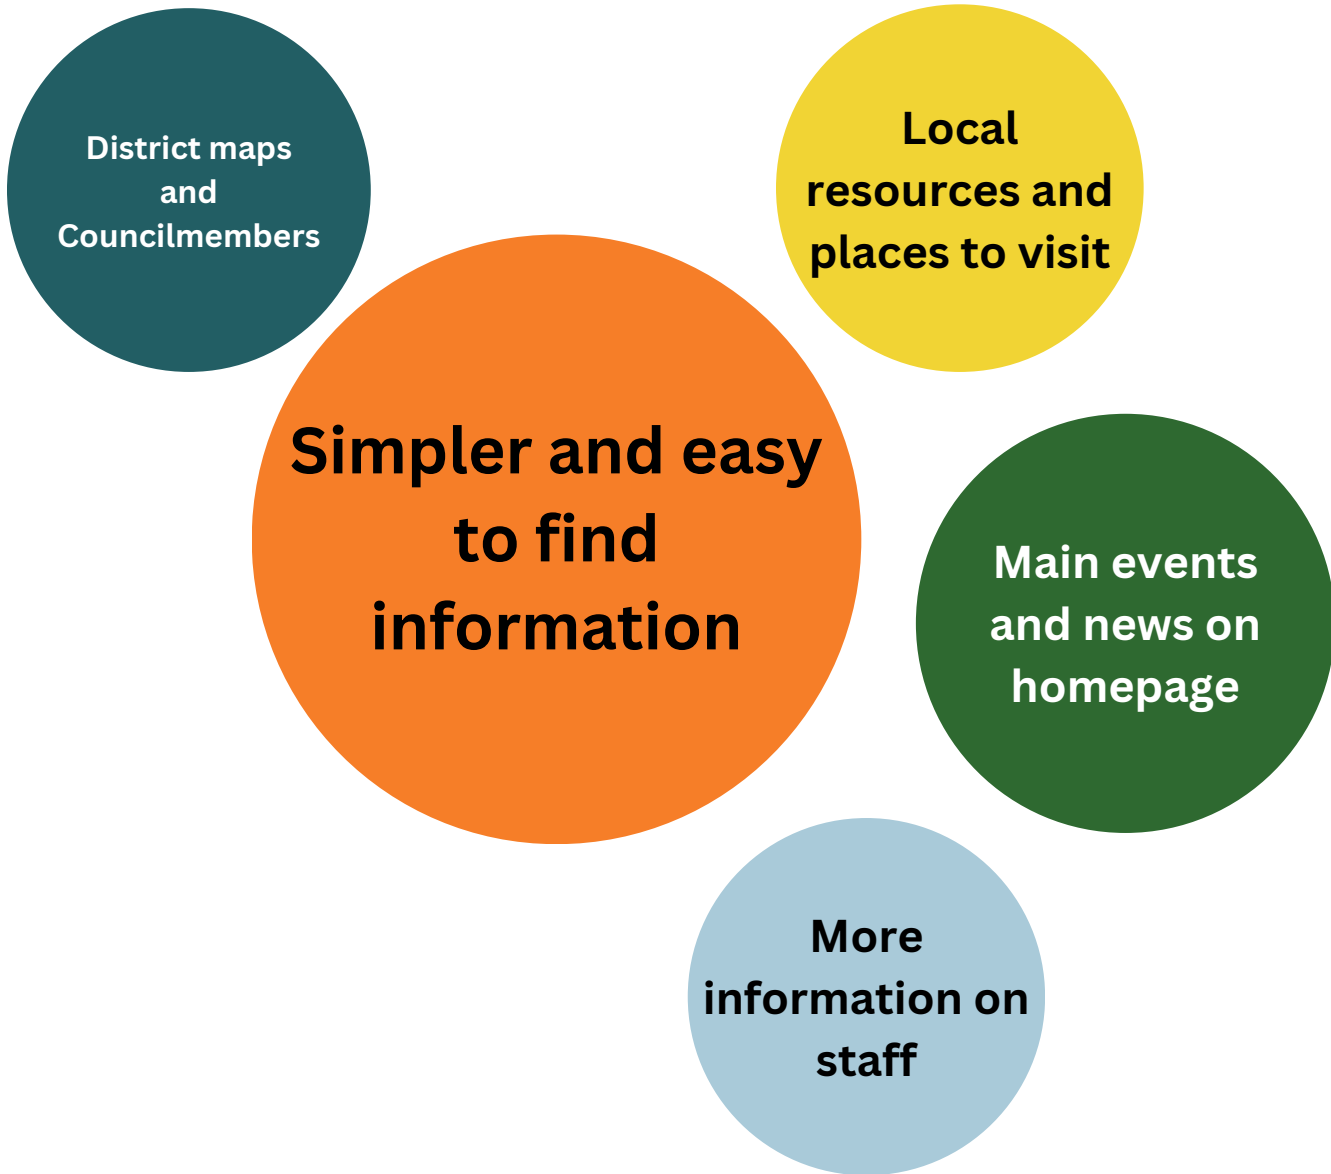 District maps
and
Councilmembers
Local
resources and
places to visit
Simpler and easy
to find
information
Main events
and news on
homepage
More
information on
staff